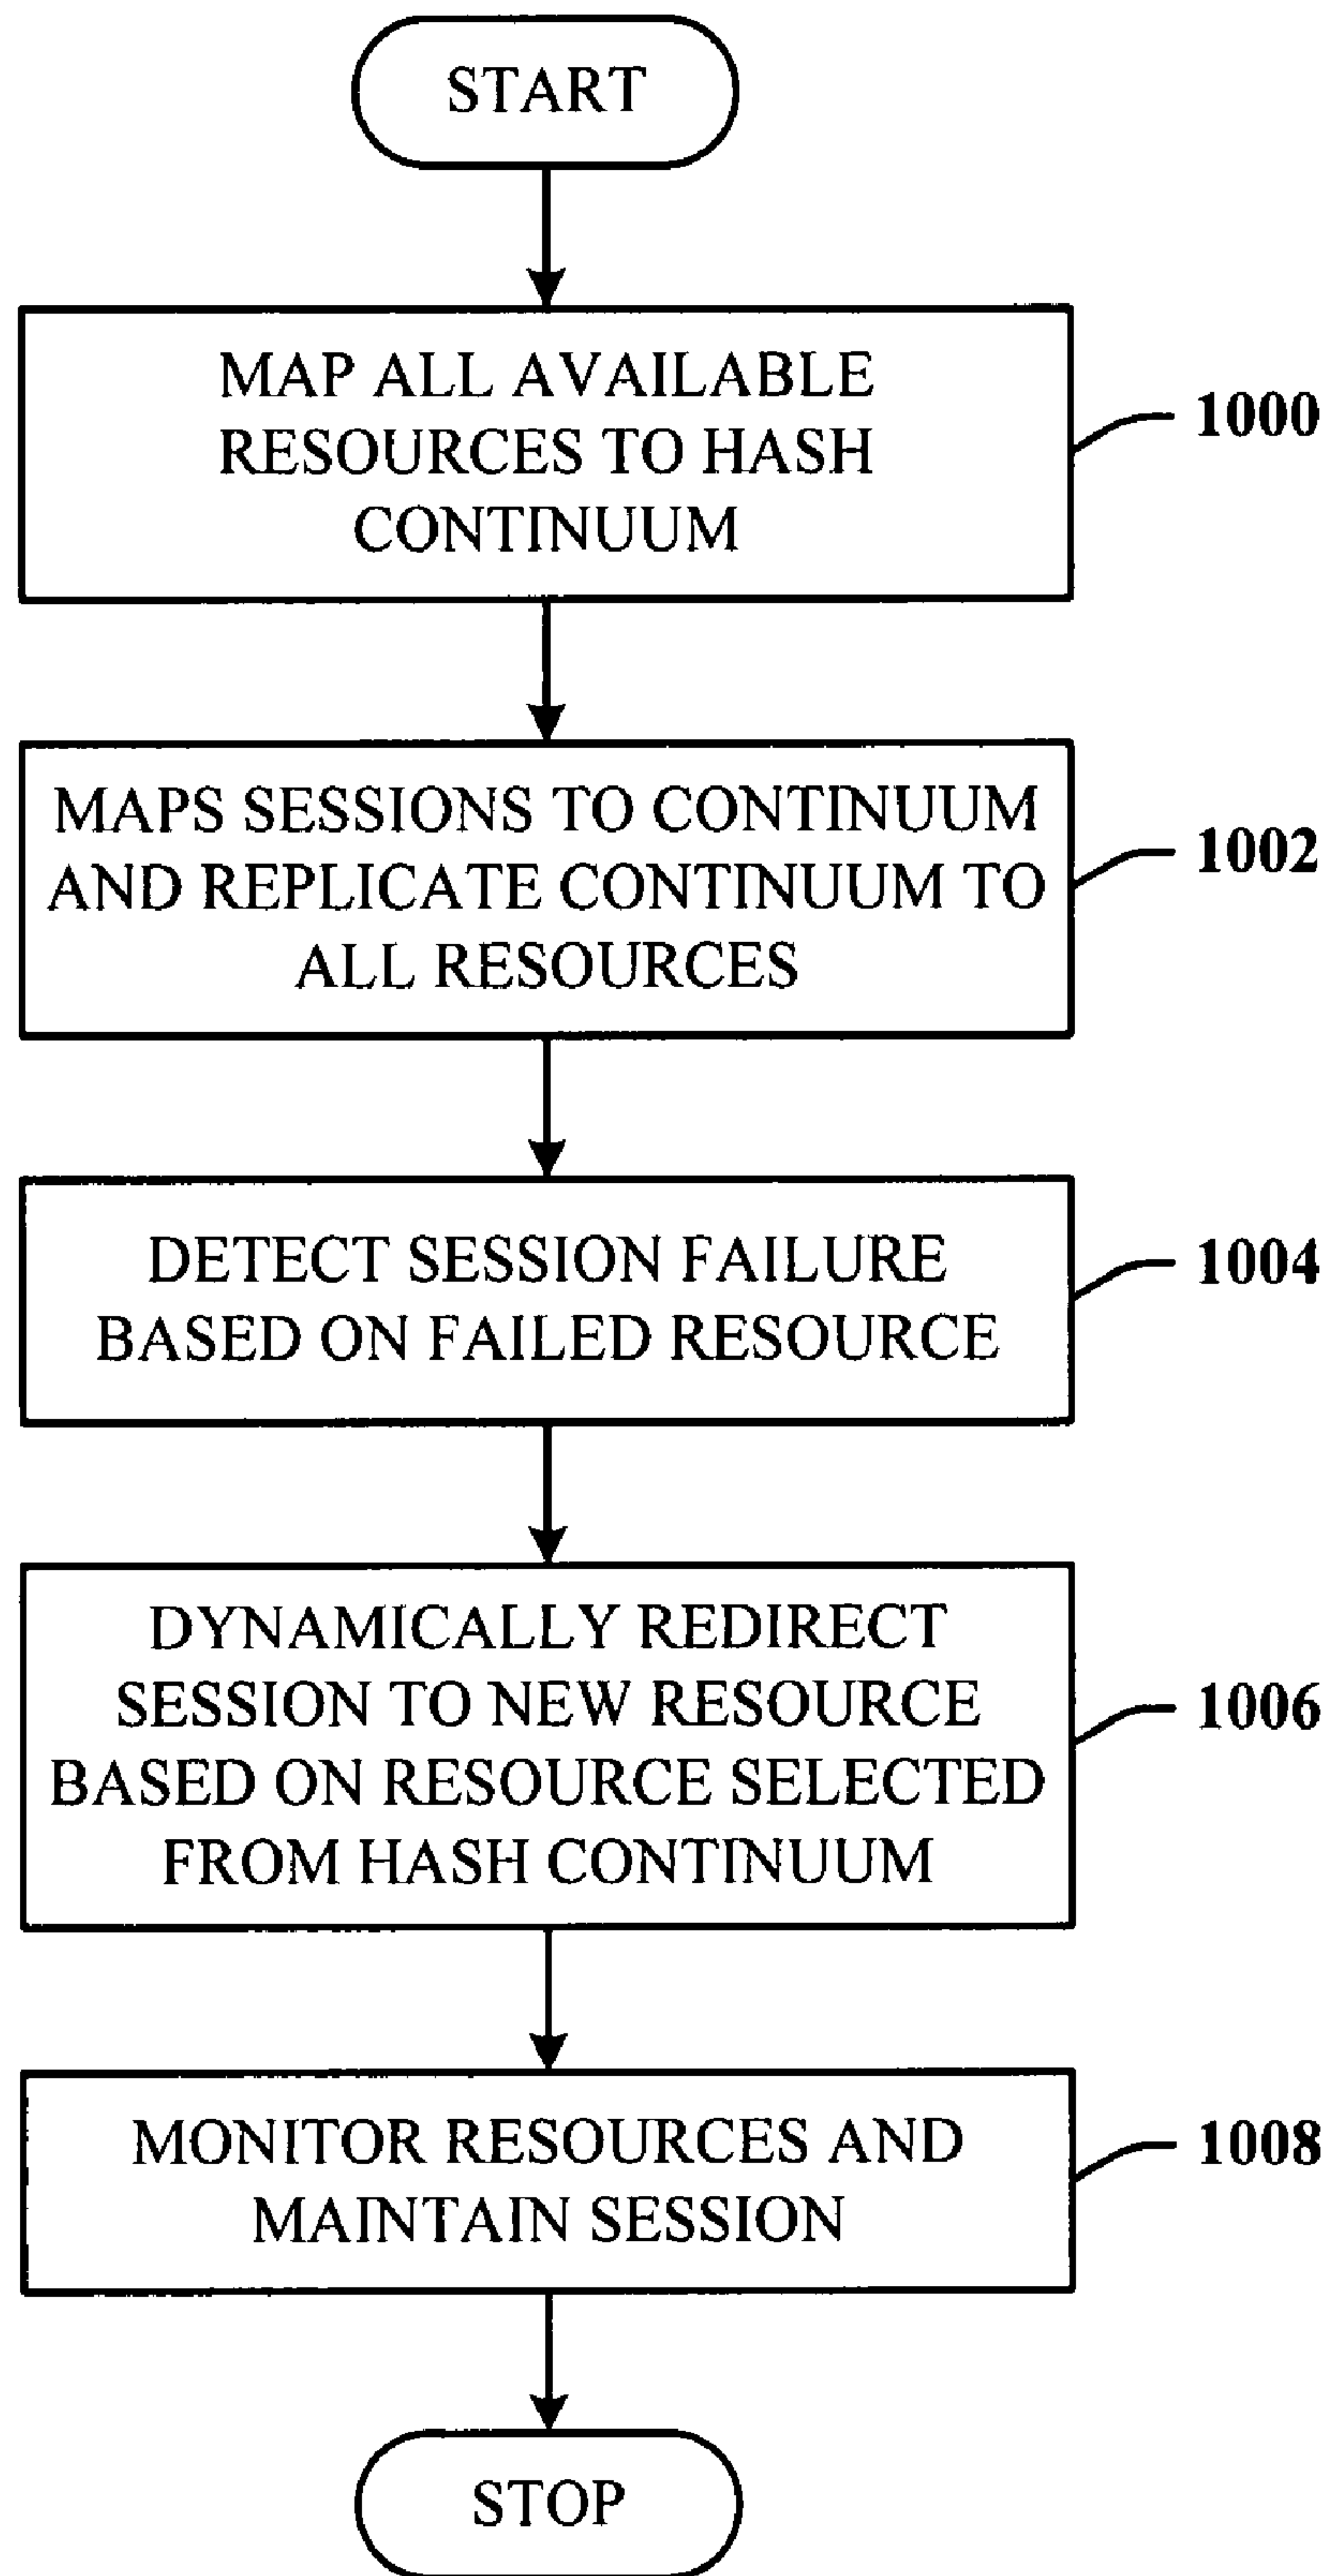 START
MAP ALL AVAILABLE
RESOURCES TO HASH
CONTINUUM
1000
MAPS SESSIONS TO CONTINUUM
AND REPLICATE CONTINUUM TO
ALL RESOURCES
1002
DETECT SESSION FAILURE
BASED ON FAILED RESOURCE
1004
DYNAMICALLY REDIRECT
SESSION TO NEW RESOURCE
BASED ON RESOURCE SELECTED
FROM HASH CONTINUUM
1006
MONITOR RESOURCES AND
MAINTAIN SESSION
1008
STOP